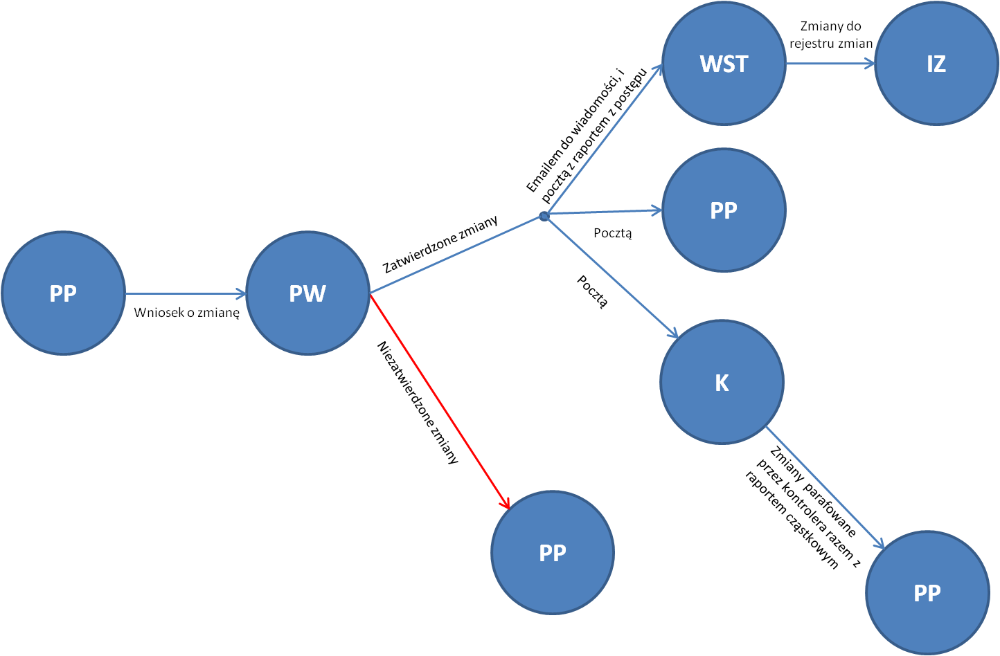 Zmiany do
rejestru zmian
WST
IZ
Emailem do wiadomości, i
pocztą z raportem z postępu
PP
Pocztą
Zatwierdzone zmiany
PP
Wniosek o zmianę
PW
Pocztą
Niezatwierdzone zmiany
K
Zmiany parafowane
przez kontrolera razem z
raportem cząstkowym
PP
PP